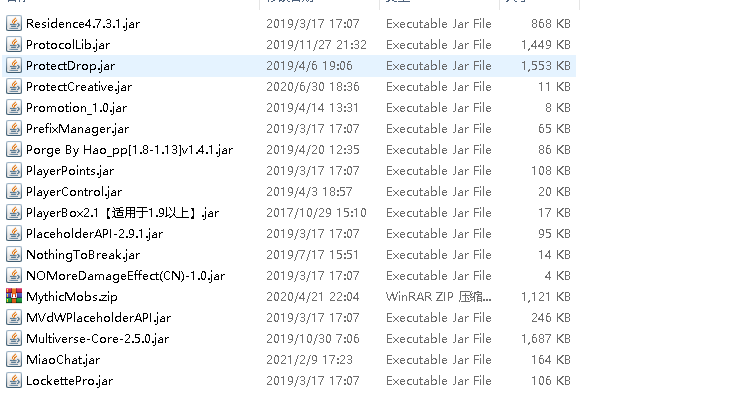 Residence4.7.3.1.jar 2019/3/17 17:07 Executable Jar File 868 KB
ProtocolLib.jar 2019/11/27 21:32 Executable Jar File 1,449 KB
ProtectDrop.jar 2019/4/6 19:06 Executable Jar File 1,553 KB
ProtectCreative.jar 2020/6/30 18:36 Executable Jar File 11 KB
Promotion_1.0.jar 2019/4/14 13:31 Executable Jar File 8 KB
PrefixManager.jar 2019/3/17 17:07 Executable Jar File 65 KB
Porge By Hao_pp[1.8-1.13]v1.4.1.jar 2019/4/20 12:35 Executable Jar File 86 KB
PlayerPoints.jar 2019/3/17 17:07 Executable Jar File 108 KB
PlayerControl.jar 2019/4/3 18:57 Executable Jar File 20 KB
PlayerBox2.1【适用于1.9以上】.jar 2017/10/29 15:10 Executable Jar File 17 KB
PlaceholderAPI-2.9.1.jar 2019/3/17 17:07 Executable Jar File 95 KB
NothingToBreak.jar 2019/7/17 15:51 Executable Jar File 14 KB
NOMoreDamageEffect(CN)-1.0.jar 2019/3/17 17:07 Executable Jar File 4 KB
MythicMobs.zip 2020/4/21 22:04 WinRAR ZIP 压缩... 1,121 KB
MVdWPlaceholderAPI.jar 2019/3/17 17:07 Executable Jar File 246 KB
Multiverse-Core-2.5.0.jar 2019/10/30 7:06 Executable Jar File 1,687 KB
MiaoChat.jar 2021/2/9 17:23 Executable Jar File 164 KB
LockettePro.jar 2019/3/17 17:07 Executable Jar File 106 KB